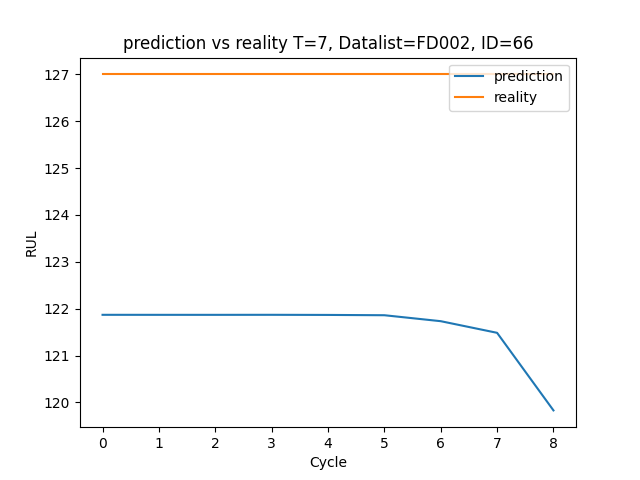 prediction vs reality T=7, Datalist=FD002, ID=66
127
126
125
124
123
122
121
120
RUL
prediction
reality
0 1 2 3 4 5 6 7 8
Cycle